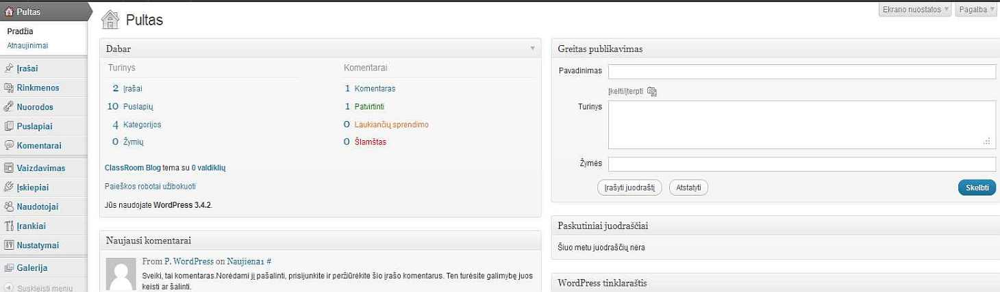 Pultas
Pradžia
Atnaujinimai
Įrašai
Rinkmenos
Nuorodos
Puslapiai
Komentarai
Vaizdavimas
Įskiepiai
Naudotojai
Įrankiai
Nustatymai
Galerija
Suskleisti meniu
Ekrano nuostatos
Pagalba
Pultas
Dabar
Turinys
2 Įrašai
10 Puslapių
4 Kategorijos
0 Žymių
Komentarai
1 Komentaras
1 Patvirtinti
0 Laukiančių sprendimo
0 Šlamštas
ClassRoom Blog tema su 0 valdiklių
Paieškos robotai užlbokuoti
Jūs naudojate WordPress 3.4.2.
Naujausi komentarai
From P. WordPress on Naujiena1 #
Sveiki, tai komentaras.Norėdami jį pašalinti, prisijunkite ir peržiūrėkite šio įrašo komentarus. Ten turėsite galimybę juos
keisti ar šalinti.
Greitas publikavimas
Pavadinimas
Įkelti/įterpti
Turinys
Žymės
Įrašyti juodraštį
Atstatyti
Skelbti
Paskutiniai juodraščiai
Šiuo metu juodraščių nėra
WordPress tinklaraštis